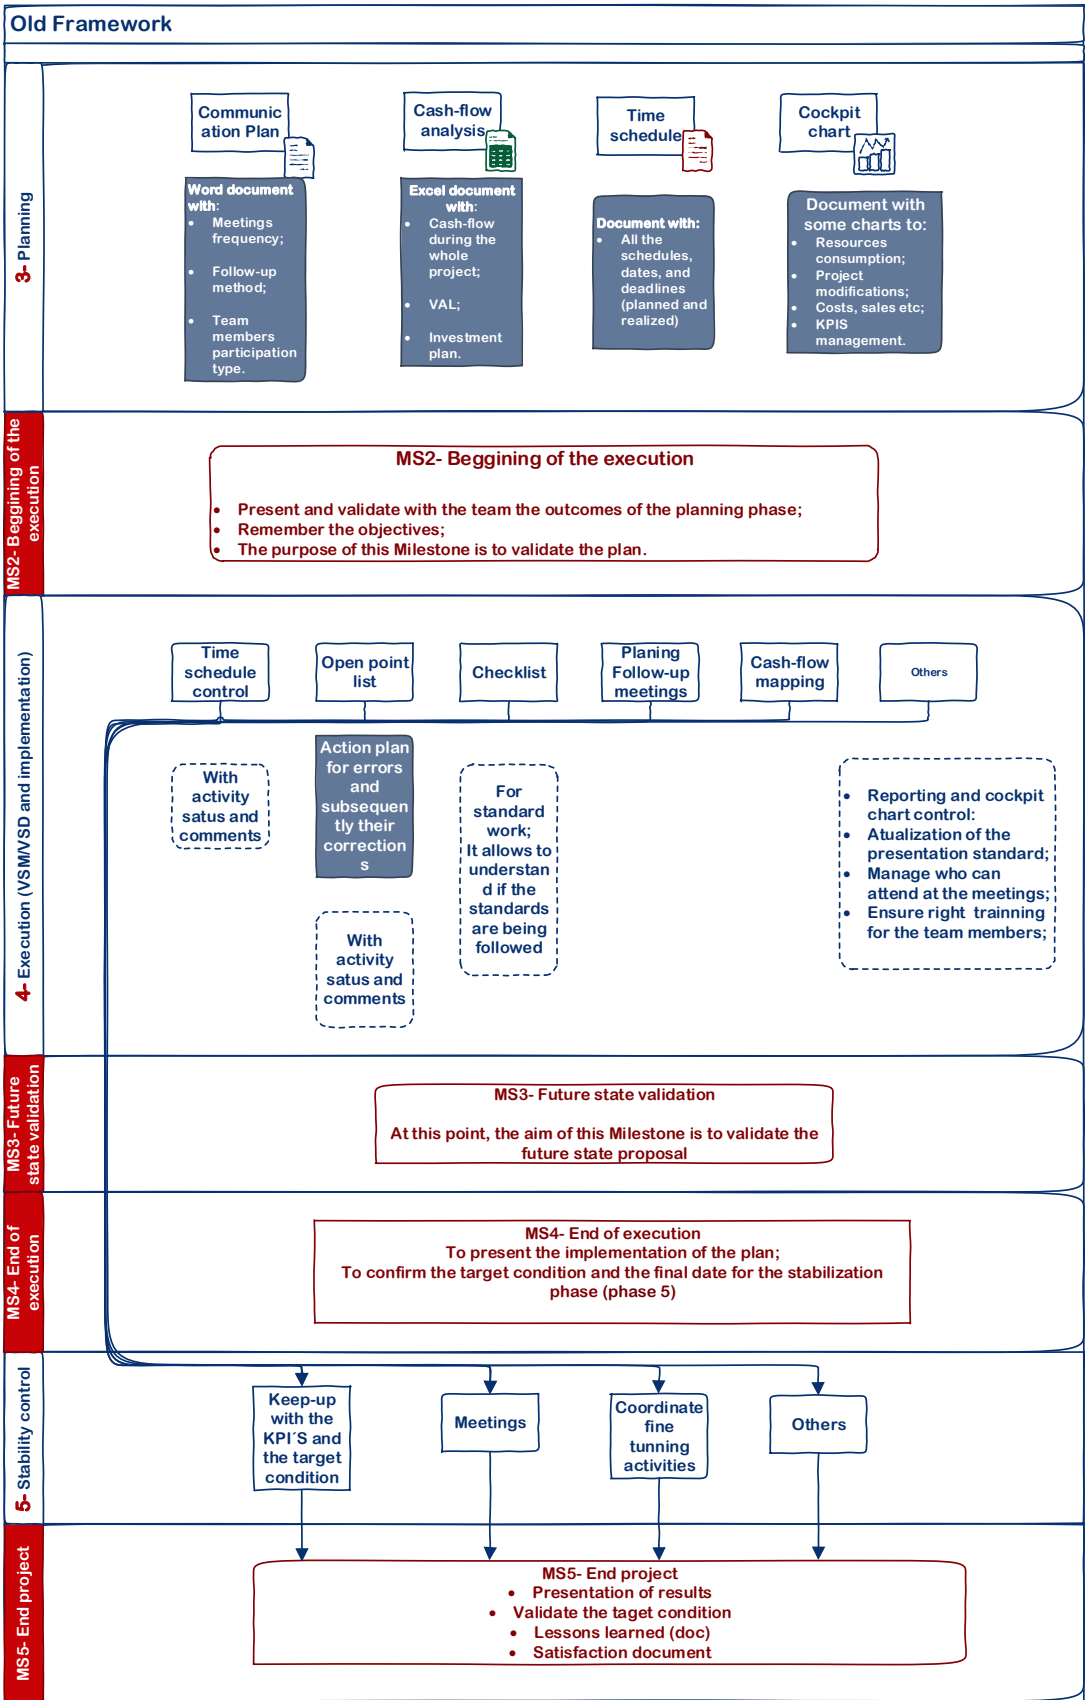 Old Framework
3- Planning
Communic
ation Plan
Cash-flow
analysis
Time
schedule
Cockpit
chart
Word document
with:
• Meetings
frequency;
• Follow-up
method;
• Team
members
participation
type.
Excel document
with:
• Cash-flow
during the
whole
project;
• VAL;
• Investment
plan.
Document with:
• All the
schedules,
dates, and
deadlines
(planned and
realized)
Document with
some charts to:
• Resources
consumption;
• Project
modifications;
• Costs, sales etc;
• KPIS
management.
MS2- Beggining of the
execution
MS2- Beggining of the execution
• Present and validate with the team the outcomes of the planning phase;
• Remember the objectives;
• The purpose of this Milestone is to validate the plan.
4- Execution (VSM/VSD and implementation)
Time
schedule
control
Open point
list
Checklist
Planing
Follow-up
meetings
Cash-flow
mapping
Others
With
activity
satus and
comments
Action plan
for errors
and
subsequen
tly their
correction
s
With
activity
satus and
comments
For
standard
work;
It allows to
understan
d if the
standards
are being
followed
• Reporting and cockpit
chart control:
• Atualization of the
presentation standard;
• Manage who can
attend at the meetings;
• Ensure right trainning
for the team members;
MS3- Future
state validation
MS3- Future state validation
At this point, the aim of this Milestone is to validate the
future state proposal
MS4- End of
execution
MS4- End of execution
To present the implementation of the plan;
To confirm the target condition and the final date for the stabilization
phase (phase 5)
5- Stability control
Keep-up
with the
KPI´S and
the target
condition
Meetings
Coordinate
fine
tunning
activities
Others
MS5- End project
MS5- End project
• Presentation of results
• Validate the taget condition
• Lessons learned (doc)
• Satisfaction document